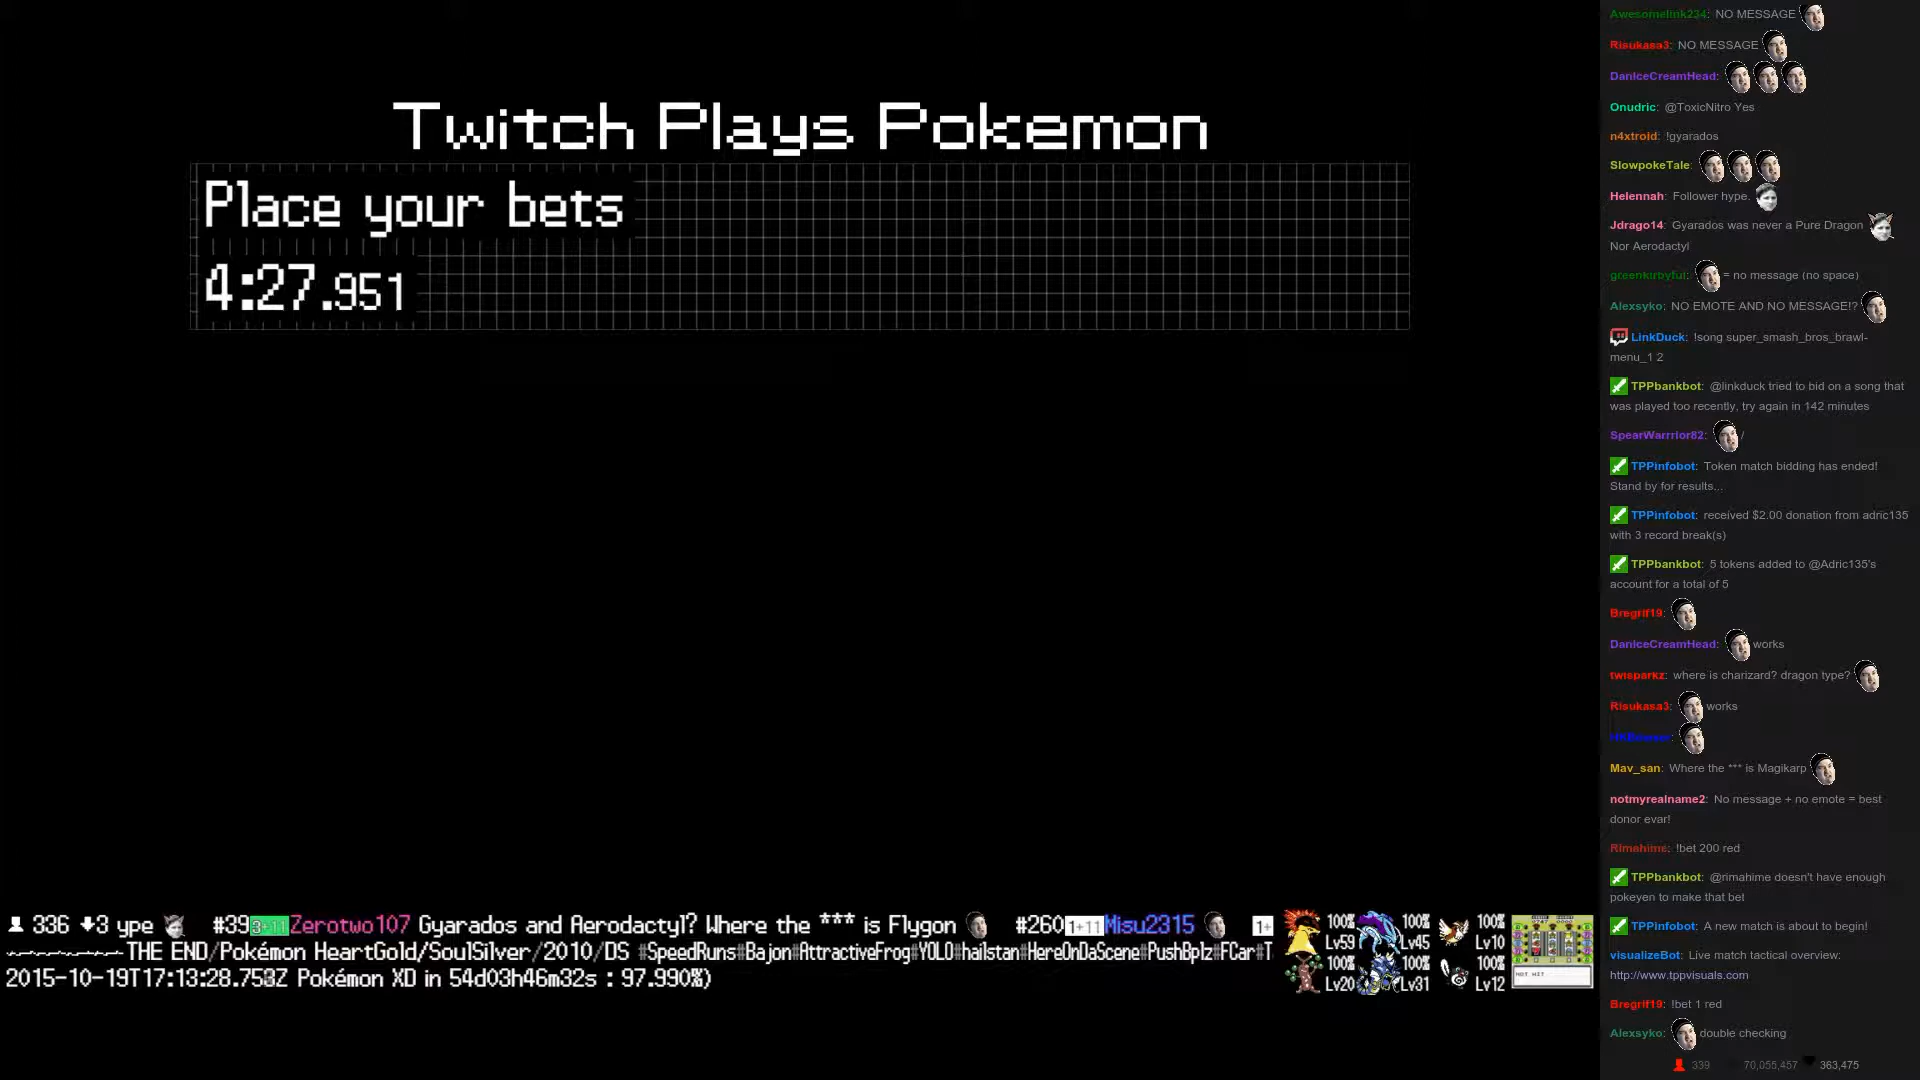 Twitch Plays Pokemon
Place your bets
4:27.951
336 3 ype #39 3+11 Zerotwo107 Gyarados and Aerodactyl? Where the *** is Flygon #260 1+11 Misu2315 1+
THE END/Pokémon HeartGold/SoulSilver/2010/DS #SpeedRuns#Bajon#AttractiveFrog#YOLO#hailstan#HereOnDaScene#PushBplz#FCar#T
2015-10-19T17:13:28.758Z Pokémon XD in 54d03h46m32s : 97.990%)
100% 100% 100%
Lv59 Lv45 Lv10
100% 100% 100%
Lv20 Lv31 Lv12
Awesomelink234: NO MESSAGE
Risukasa3: NO MESSAGE
DaniceCreamHead:
Onudric: @ToxicNitro Yes
n4xtroid: !gyarados
SlowpokeTale:
Helennah: Follower hype.
Jdrago14: Gyarados was never a Pure Dragon
Nor Aerodactyl
greenkirbyful: = no message (no space)
Alexsyko: NO EMOTE AND NO MESSAGE!?
LinkDuck: !song super_smash_bros_brawl-
menu_1 2
TPPbankbot: @linkduck tried to bid on a song that
was played too recently, try again in 142 minutes
SpearWarrrior82: /
TPPinfobot: Token match bidding has ended!
Stand by for results...
TPPinfobot: received $2.00 donation from adric135
with 3 record break(s)
TPPbankbot: 5 tokens added to @Adric135's
account for a total of 5
Bregrif19:
DaniceCreamHead: works
twisparkz: where is charizard? dragon type?
Risukasa3: works
Mav_san: Where the *** is Magikarp
notmyrealname2: No message + no emote = best
donor evar!
Rimahime: !bet 200 red
TPPbankbot: @rimahime doesn't have enough
pokeyen to make that bet
TPPinfobot: A new match is about to begin!
visualizeBot: Live match tactical overview:
http://www.tppvisuals.com
Bregrif19: !bet 1 red
Alexsyko: double checking
339 70,055,457 363,475